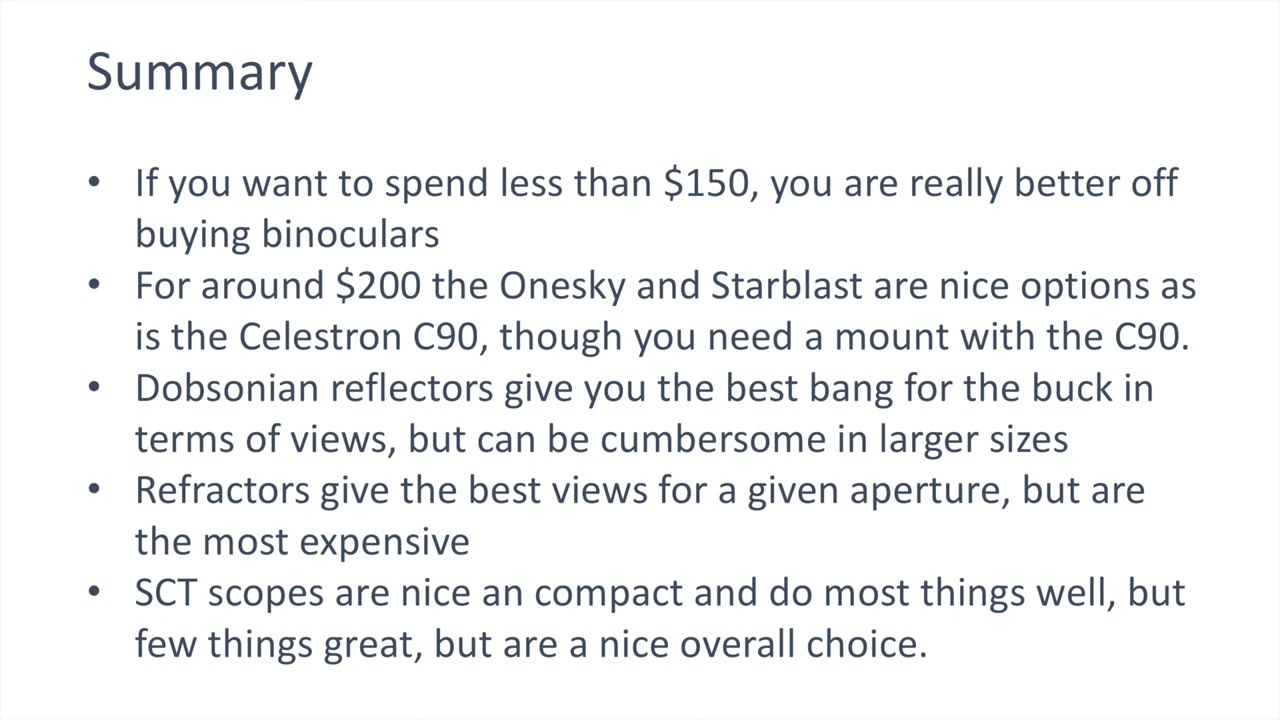 Summary
• If you want to spend less than $150, you are really better off
buying binoculars
• For around $200 the Onesky and Starblast are nice options as
is the Celestron C90, though you need a mount with the C90.
• Dobsonian reflectors give you the best bang for the buck in
terms of views, but can be cumbersome in larger sizes
• Refractors give the best views for a given aperture, but are
the most expensive
• SCT scopes are nice an compact and do most things well, but
few things great, but are a nice overall choice.